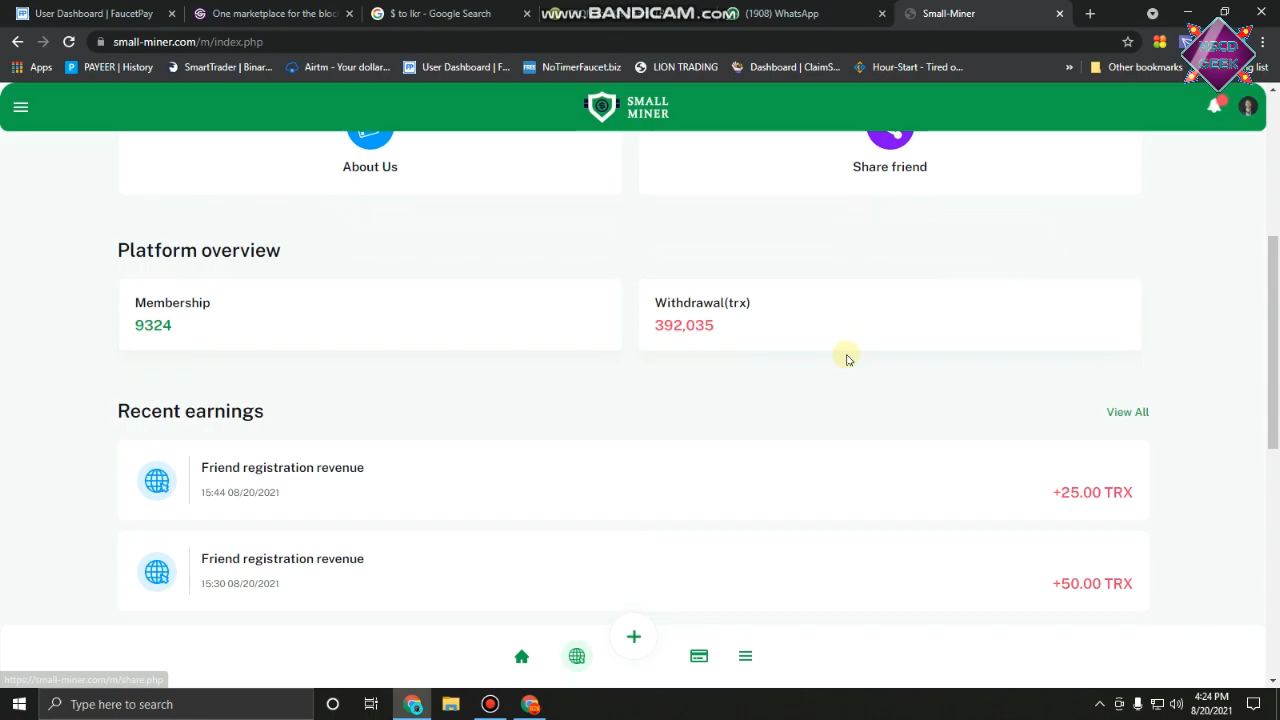 User Dashboard | FaucetPay
Omgopage for the block
$ to lkr - Google Search
WWW.BANDICAM.COM
(1908) WhatsApp
Small-Miner
small-miner.com/m/index.php
Apps
PAYEER | History
SmartTrader | Binar...
Airtm - Your dollar...
User Dashboard | F...
NoTimerFaucet.biz
LION TRADING
Dashboard | ClaimS...
Hour-Start - Tired o...
»
Other bookmarks
GEEK
SMALL
MINER
About Us
Share friend
Platform overview
Membership
9324
Withdrawal(trx)
392,035
Recent earnings
View All
Friend registration revenue
15:44 08/20/2021
+25.00 TRX
Friend registration revenue
15:30 08/20/2021
+50.00 TRX
https://small-miner.com/m/share.php
Type here to search
4:24 PM
8/20/2021